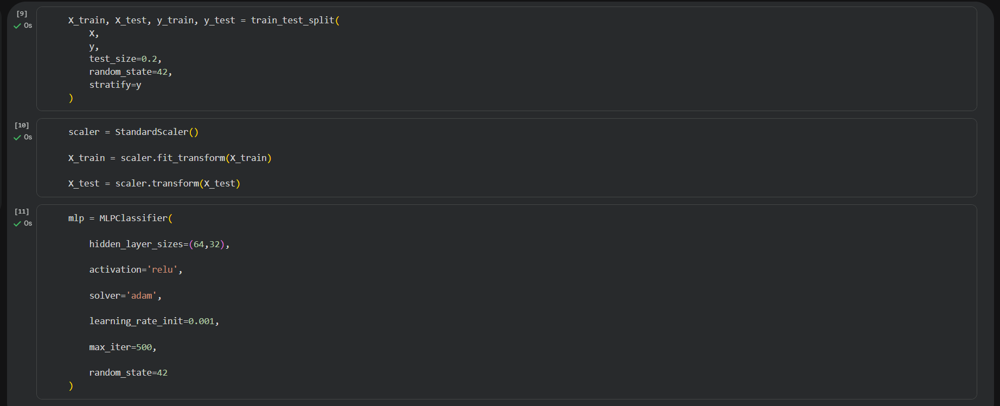 [9]
0s
X_train, X_test, y_train, y_test = train_test_split(
    X,
    y,
    test_size=0.2,
    random_state=42,
    stratify=y
)
[10]
0s
scaler = StandardScaler()
X_train = scaler.fit_transform(X_train)
X_test = scaler.transform(X_test)
[11]
0s
mlp = MLPClassifier(
    hidden_layer_sizes=(64,32),
    activation='relu',
    solver='adam',
    learning_rate_init=0.001,
    max_iter=500,
    random_state=42
)